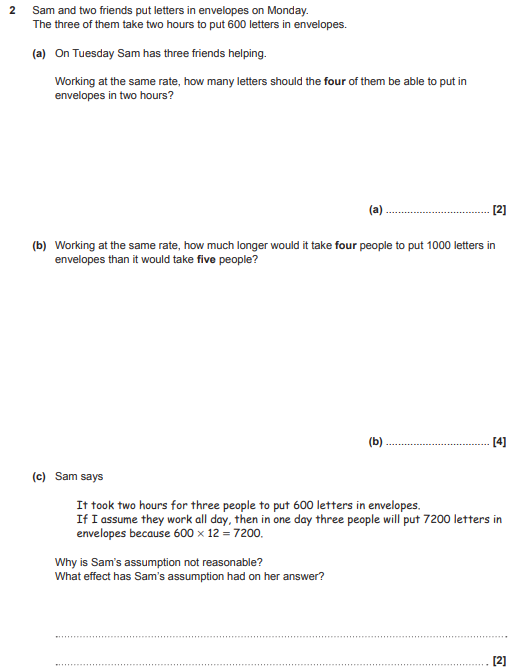 2 Sam and two friends put letters in envelopes on Monday.
The three of them take two hours to put 600 letters in envelopes.
(a) On Tuesday Sam has three friends helping.
Working at the same rate, how many letters should the four of them be able to put in
envelopes in two hours?
(a) .................................. [2]
(b) Working at the same rate, how much longer would it take four people to put 1000 letters in
envelopes than it would take five people?
(b) .................................. [4]
(c) Sam says
It took two hours for three people to put 600 letters in envelopes.
If I assume they work all day, then in one day three people will put 7200 letters in
envelopes because 600 × 12 = 7200.
Why is Sam's assumption not reasonable?
What effect has Sam's assumption had on her answer?
..........................................................................................................................
.......................................................................................................................... [2]